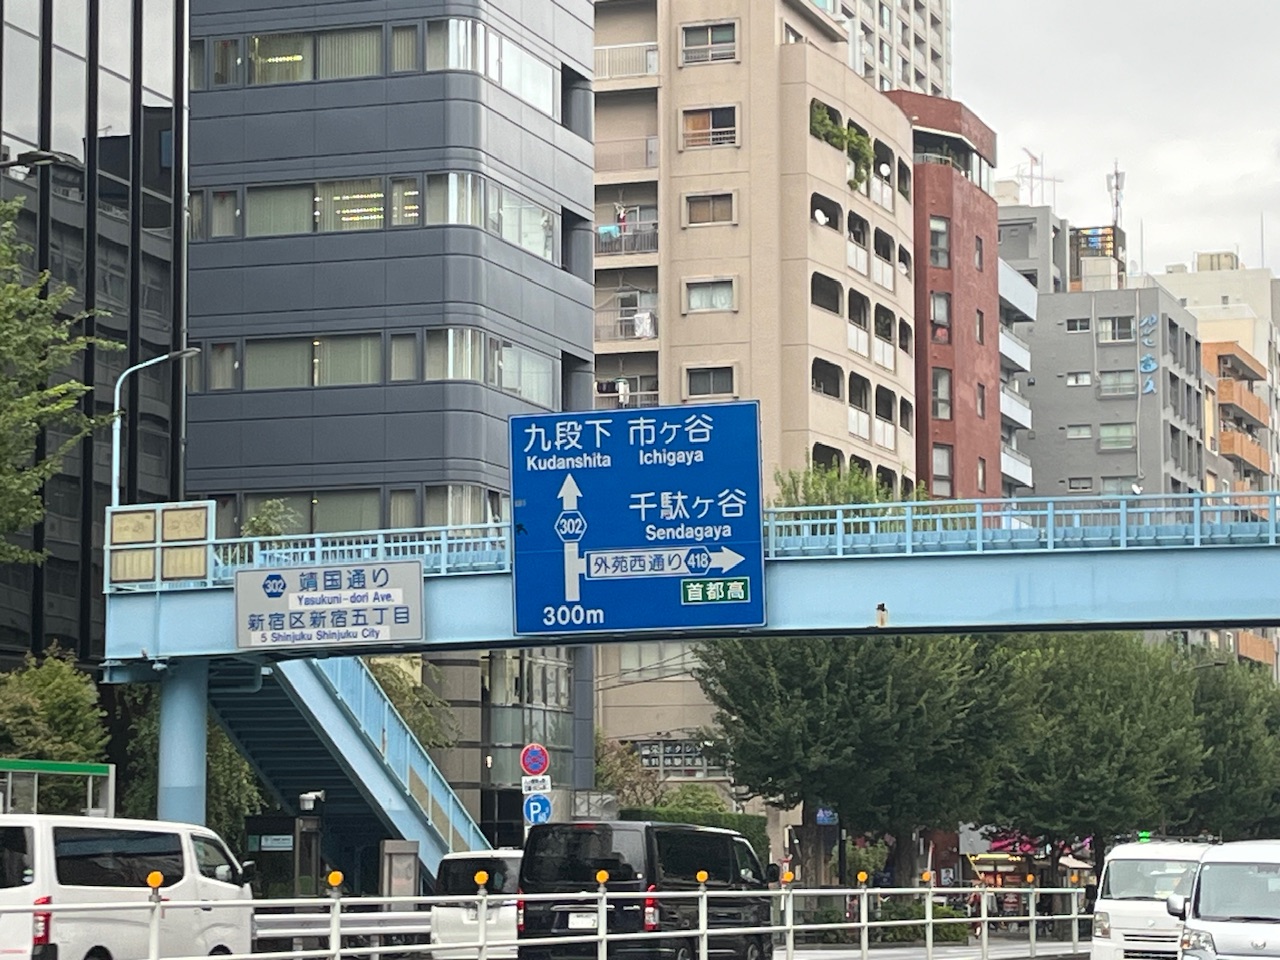 九段下 市ヶ谷
Kudanshita Ichigaya
千駄ヶ谷
Sendagaya
302
外苑西通り 418
首都高
300m
302 靖国通り
Yasukuni-dori Ave.
新宿区新宿五丁目
5 Shinjuku Shinjuku City
P